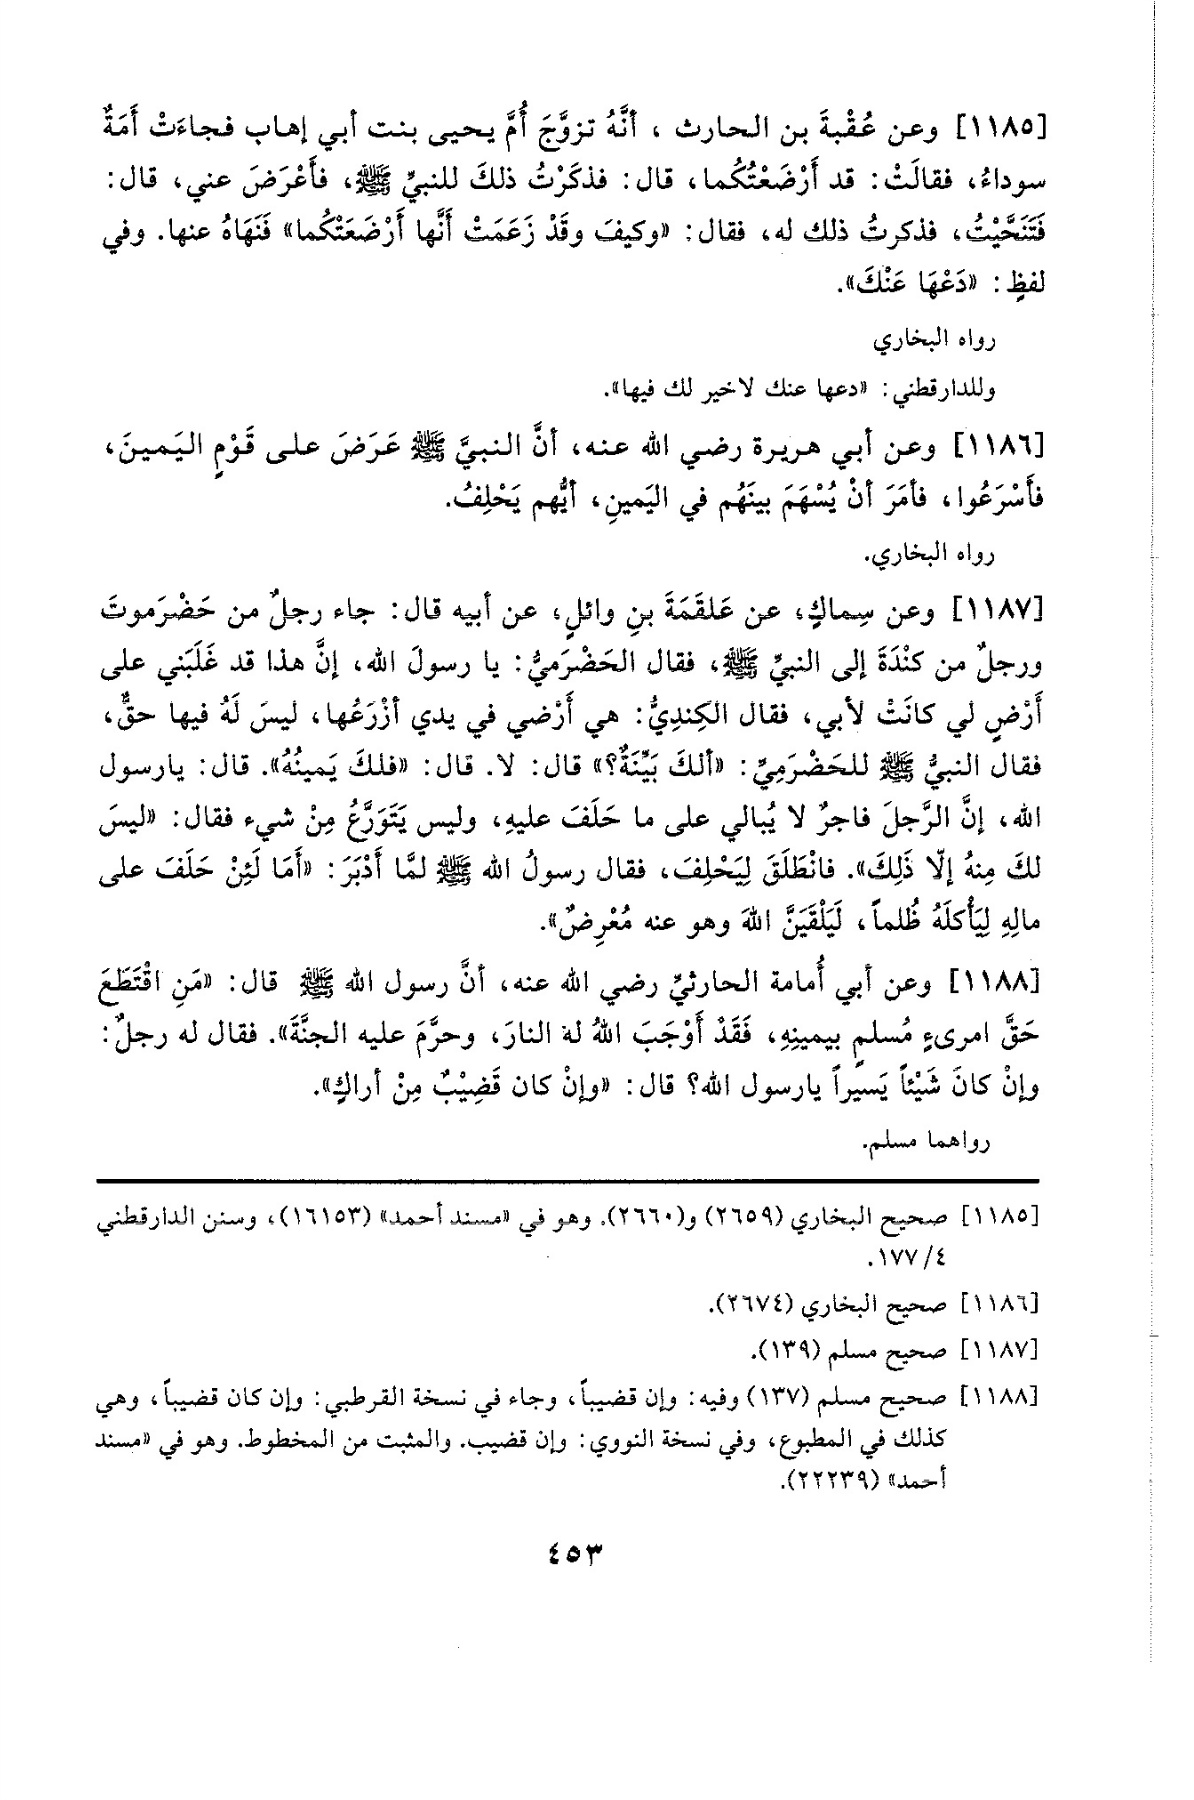 [١١٨٥] وعن عُقْبةَ بن الحارث ، أنَّهُ تزوَّجَ أُمَّ يحيى بنت أبي إهاب فجاءَتْ أَمَةٌ
سوداءُ، فقالَتْ: قد أَرْضَعْتُكُما، قال: فذكَرْتُ ذلكَ للنبيِّ ﷺ، فأَعْرَضَ عني، قال:
فَتَنَحَّيْتُ، فذكرتُ ذلك له، فقال: «وكيفَ وقَدْ زَعَمَتْ أَنَّها أَرْضَعَتْكُما» فَنَهَاهُ عنها. وفي
لفظٍ: «دَعْهَا عَنْكَ».
رواه البخاري
وللدارقطني: «دعها عنك لاخير لك فيها».
[١١٨٦] وعن أبي هريرة رضي الله عنه، أنَّ النبيَّ ﷺ عَرَضَ على قَوْمٍ اليَمينَ،
فأَسْرَعُوا، فأمَرَ أنْ يُسْهَمَ بينَهُم في اليَمينِ، أيُّهم يَحْلِفُ.
رواه البخاري.
[١١٨٧] وعن سِماكٍ، عن عَلقَمَةَ بنِ وائلٍ، عن أبيه قال: جاء رجلٌ من حَضْرَموتَ
ورجلٌ من كنْدَةَ إلى النبيِّ ﷺ، فقال الحَضْرَميُّ: يا رسولَ الله، إنَّ هذا قد غَلَبَني على
أَرْضٍ لي كانَتْ لأبي، فقال الكِندِيُّ: هي أَرْضي في يدي أزْرَعُها، ليسَ لَهُ فيها حقٌّ،
فقال النبيُّ ﷺ للحَضْرَمِيِّ: «ألكَ بَيِّنَةٌ؟» قال: لا. قال: «فلكَ يَمينُهُ». قال: يارسول
الله، إنَّ الرَّجلَ فاجرٌ لا يُبالي على ما حَلَفَ عليهِ، وليس يَتَوَرَّعُ مِنْ شيء فقال: «ليسَ
لكَ مِنهُ إلّا ذَلِكَ». فانْطَلَقَ لِيَحْلِفَ، فقال رسولُ الله ﷺ لمَّا أَدْبَرَ: «أَمَا لَئِنْ حَلَفَ على
مالِهِ لِيَأْكلَهُ ظُلماً، لَيَلْقَيَنَّ اللهَ وهو عنه مُعْرِضٌ».
[١١٨٨] وعن أبي أُمامة الحارثيِّ رضي الله عنه، أنَّ رسول الله ﷺ قال: «مَنِ اقْتَطَعَ
حَقَّ امرىءٍ مُسلمٍ بيمينِهِ، فَقَدْ أَوْجَبَ اللهُ لهُ النارَ، وحرَّمَ عليه الجنَّةَ». فقال له رجلٌ:
وإنْ كانَ شَيْئاً يَسيراً يارسول الله؟ قال: «وإنْ كان قَضِيْبٌ مِنْ أراكٍ».
رواهما مسلم.
[١١٨٥] صحيح البخاري (٢٦٥٩) و(٢٦٦٠). وهو في «مسند أحمد» (١٦١٥٣)، وسنن الدارقطني
٤/ ١٧٧.
[١١٨٦] صحيح البخاري (٢٦٧٤).
[١١٨٧] صحيح مسلم (١٣٩).
[١١٨٨] صحيح مسلم (١٣٧) وفيه: وإن قضيباً، وجاء في نسخة القرطبي: وإن كان قضيباً، وهي
كذلك في المطبوع، وفي نسخة النووي: وإن قضيب. والمثبت من المخطوط. وهو في «مسند
أحمد» (٢٢٢٣٩).
٤٥٣